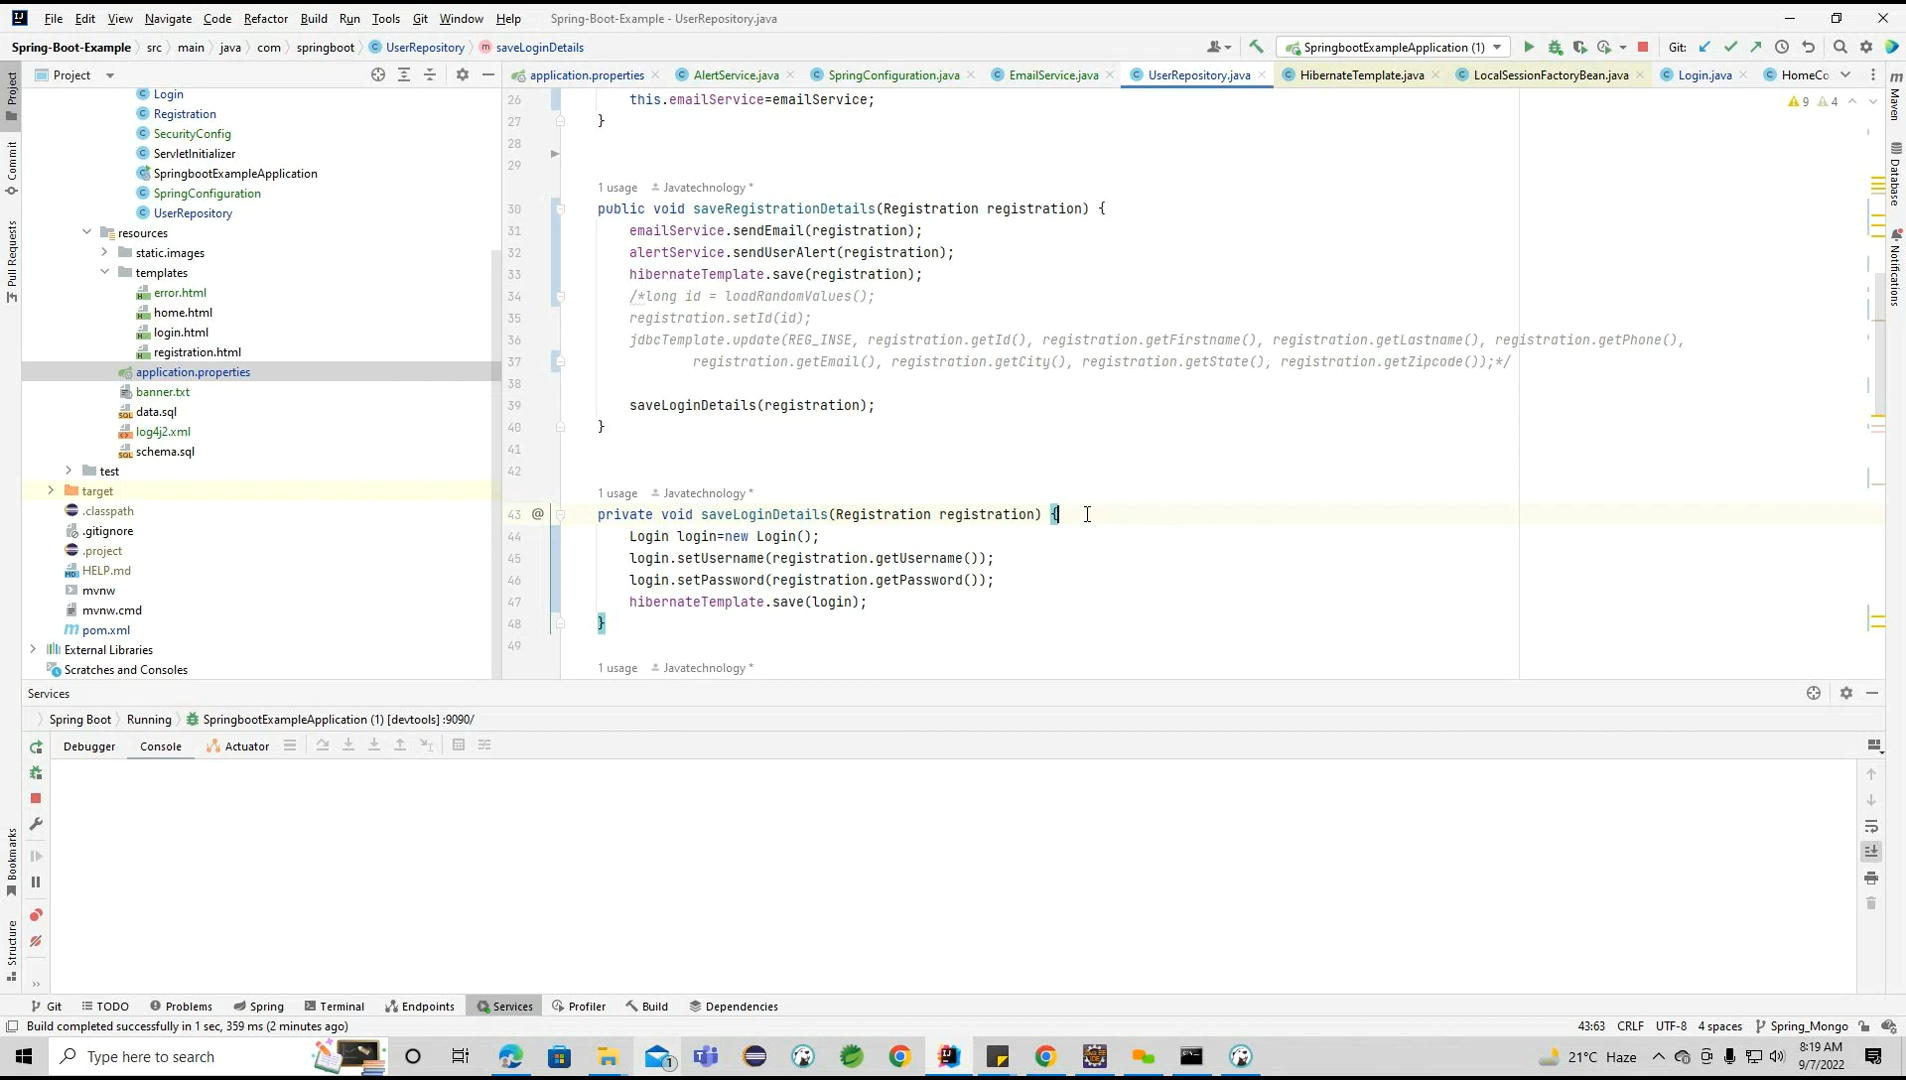 File Edit View Navigate Code Refactor Build Run Tools Git Window Help Spring-Boot-Example - UserRepository.java
Spring-Boot-Example src main java com springboot UserRepository saveLoginDetails SpringbootExampleApplication (1) Git:
Project application.properties AlertService.java SpringConfiguration.java EmailService.java UserRepository.java HibernateTemplate.java LocalSessionFactoryBean.java Login.java HomeCo
Project
Commit
Pull Requests
Bookmarks
Structure
Maven
Database
Notifications
Login
Registration
SecurityConfig
ServletInitializer
SpringbootExampleApplication
SpringConfiguration
UserRepository
resources
static.images
templates
error.html
home.html
login.html
registration.html
application.properties
banner.txt
data.sql
log4j2.xml
schema.sql
test
target
.classpath
.gitignore
.project
HELP.md
mvnw
mvnw.cmd
pom.xml
External Libraries
Scratches and Consoles
9 4
26 this.emailService=emailService;
27 }
28
29
1 usage Javatechnology *
30 public void saveRegistrationDetails(Registration registration) {
31 emailService.sendEmail(registration);
32 alertService.sendUserAlert(registration);
33 hibernateTemplate.save(registration);
34 /*long id = loadRandomValues();
35 registration.setId(id);
36 jdbcTemplate.update(REG_INSE, registration.getId(), registration.getFirstname(), registration.getLastname(), registration.getPhone(),
37 registration.getEmail(), registration.getCity(), registration.getState(), registration.getZipcode());*/
38
39 saveLoginDetails(registration);
40 }
41
42
1 usage Javatechnology *
43 @ private void saveLoginDetails(Registration registration) {
44 Login login=new Login();
45 login.setUsername(registration.getUsername());
46 login.setPassword(registration.getPassword());
47 hibernateTemplate.save(login);
48 }
49
1 usage Javatechnology *
Services
Spring Boot Running SpringbootExampleApplication (1) [devtools] :9090/
Debugger Console Actuator
Git TODO Problems Spring Terminal Endpoints Services Profiler Build Dependencies
Build completed successfully in 1 sec, 359 ms (2 minutes ago) 43:63 CRLF UTF-8 4 spaces Spring_Mongo
Type here to search 1 21°C Haze 8:19 AM
9/7/2022